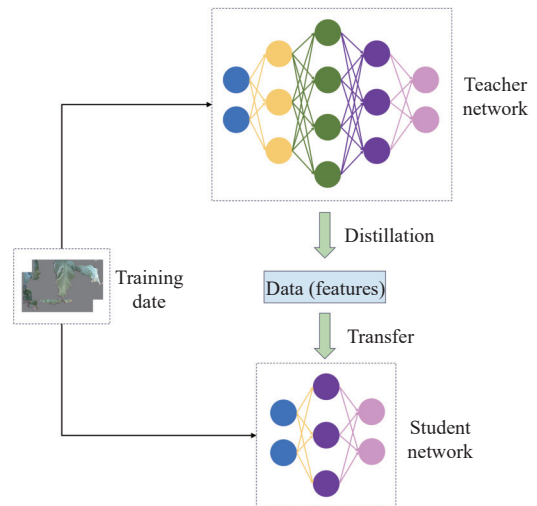 Teacher
network
Distillation
Data (features)
Transfer
Training
date
Student
network